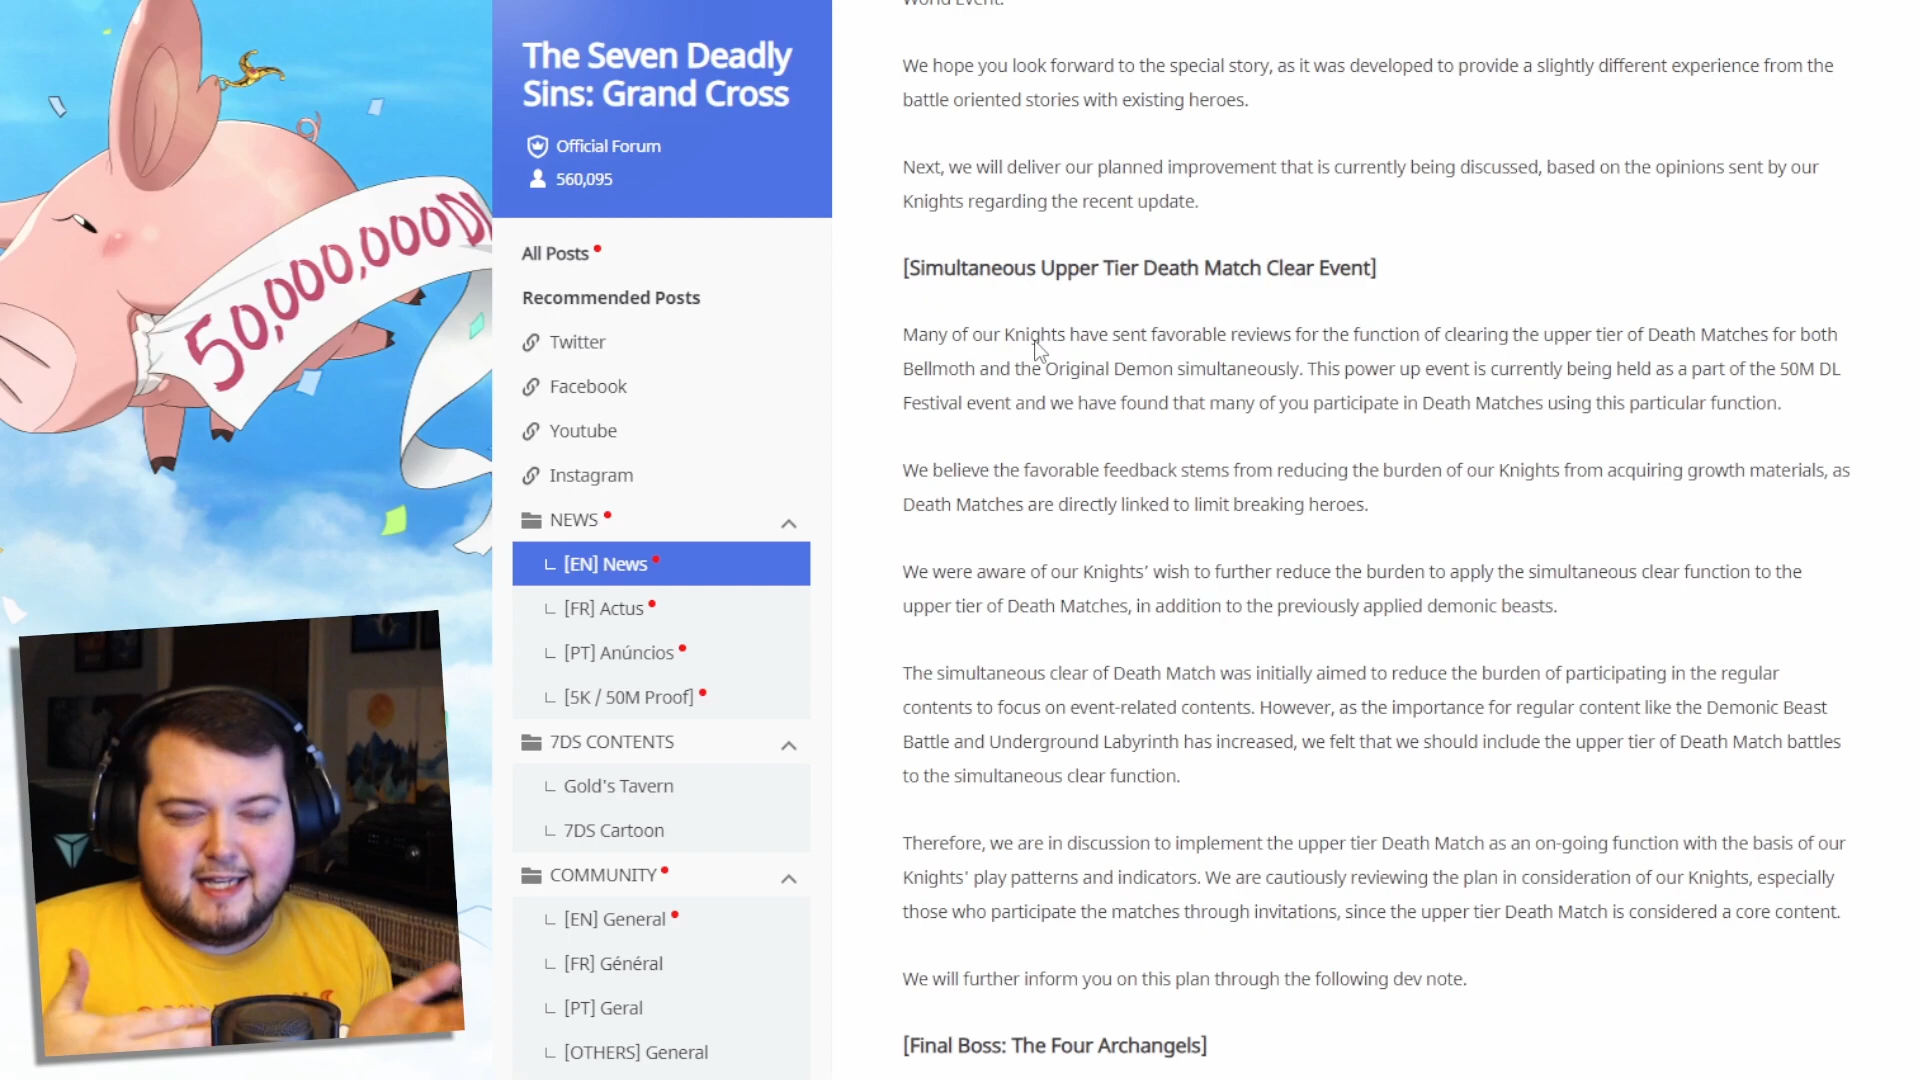 50,000,000DL
The Seven Deadly
Sins: Grand Cross
Official Forum
560,095
All Posts
Recommended Posts
Twitter
Facebook
Youtube
Instagram
NEWS
[EN] News
[FR] Actus
[PT] Anúncios
[5K / 50M Proof]
7DS CONTENTS
Gold's Tavern
7DS Cartoon
COMMUNITY
[EN] General
[FR] Général
[PT] Geral
[OTHERS] General
World Event.
We hope you look forward to the special story, as it was developed to provide a slightly different experience from the
battle oriented stories with existing heroes.
Next, we will deliver our planned improvement that is currently being discussed, based on the opinions sent by our
Knights regarding the recent update.
[Simultaneous Upper Tier Death Match Clear Event]
Many of our Knights have sent favorable reviews for the function of clearing the upper tier of Death Matches for both
Bellmoth and the Original Demon simultaneously. This power up event is currently being held as a part of the 50M DL
Festival event and we have found that many of you participate in Death Matches using this particular function.
We believe the favorable feedback stems from reducing the burden of our Knights from acquiring growth materials, as
Death Matches are directly linked to limit breaking heroes.
We were aware of our Knights' wish to further reduce the burden to apply the simultaneous clear function to the
upper tier of Death Matches, in addition to the previously applied demonic beasts.
The simultaneous clear of Death Match was initially aimed to reduce the burden of participating in the regular
contents to focus on event-related contents. However, as the importance for regular content like the Demonic Beast
Battle and Underground Labyrinth has increased, we felt that we should include the upper tier of Death Match battles
to the simultaneous clear function.
Therefore, we are in discussion to implement the upper tier Death Match as an on-going function with the basis of our
Knights' play patterns and indicators. We are cautiously reviewing the plan in consideration of our Knights, especially
those who participate the matches through invitations, since the upper tier Death Match is considered a core content.
We will further inform you on this plan through the following dev note.
[Final Boss: The Four Archangels]